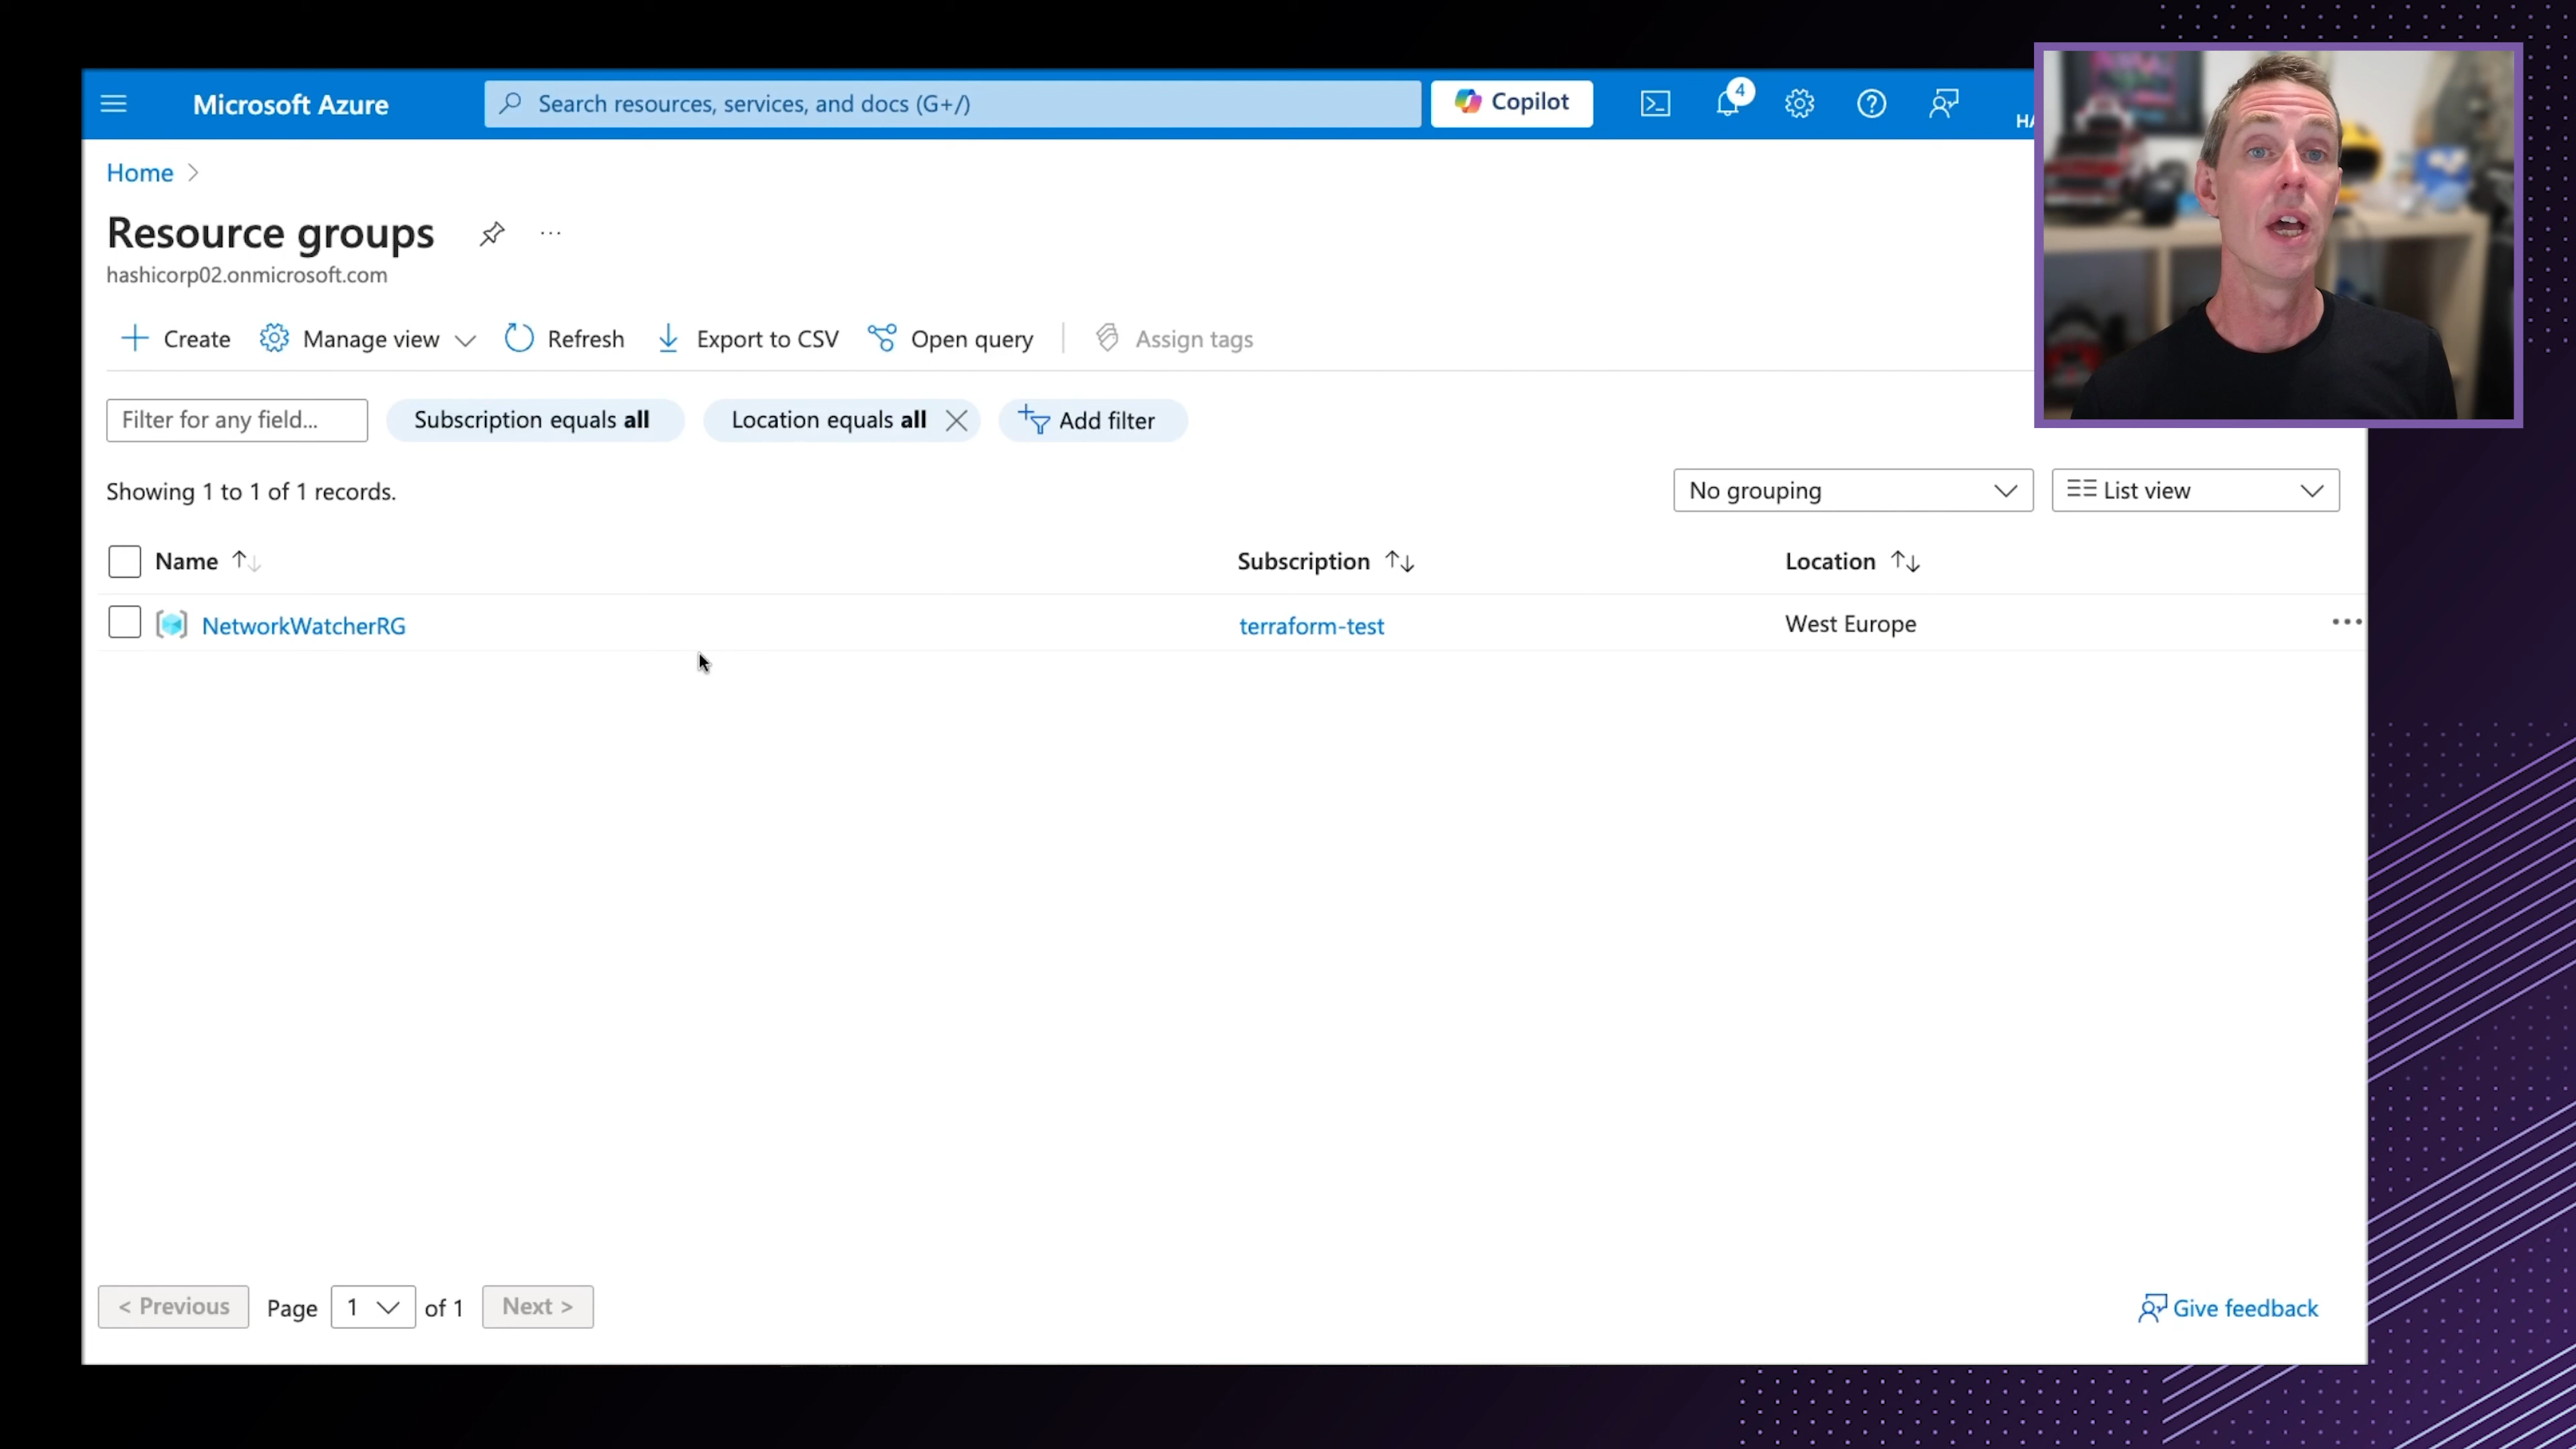 Microsoft Azure
Search resources, services, and docs (G+/)
Copilot
4
HA
Home
Resource groups
hashicorp02.onmicrosoft.com
Create
Manage view
Refresh
Export to CSV
Open query
Assign tags
Filter for any field...
Subscription equals all
Location equals all
Add filter
Showing 1 to 1 of 1 records.
No grouping
List view
Name
Subscription
Location
NetworkWatcherRG
terraform-test
West Europe
< Previous
Page 1 of 1
Next >
Give feedback